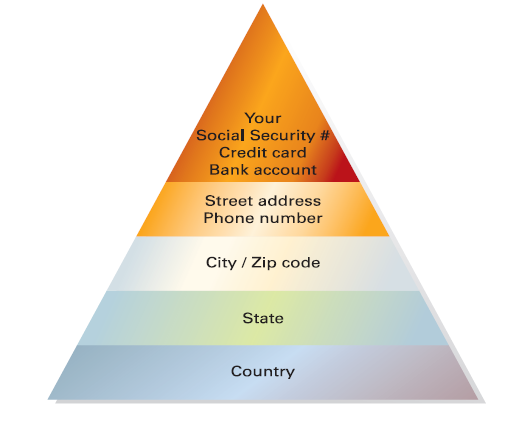 Your
Social Security #
Credit card
Bank account
Street address
Phone number
City / Zip code
State
Country